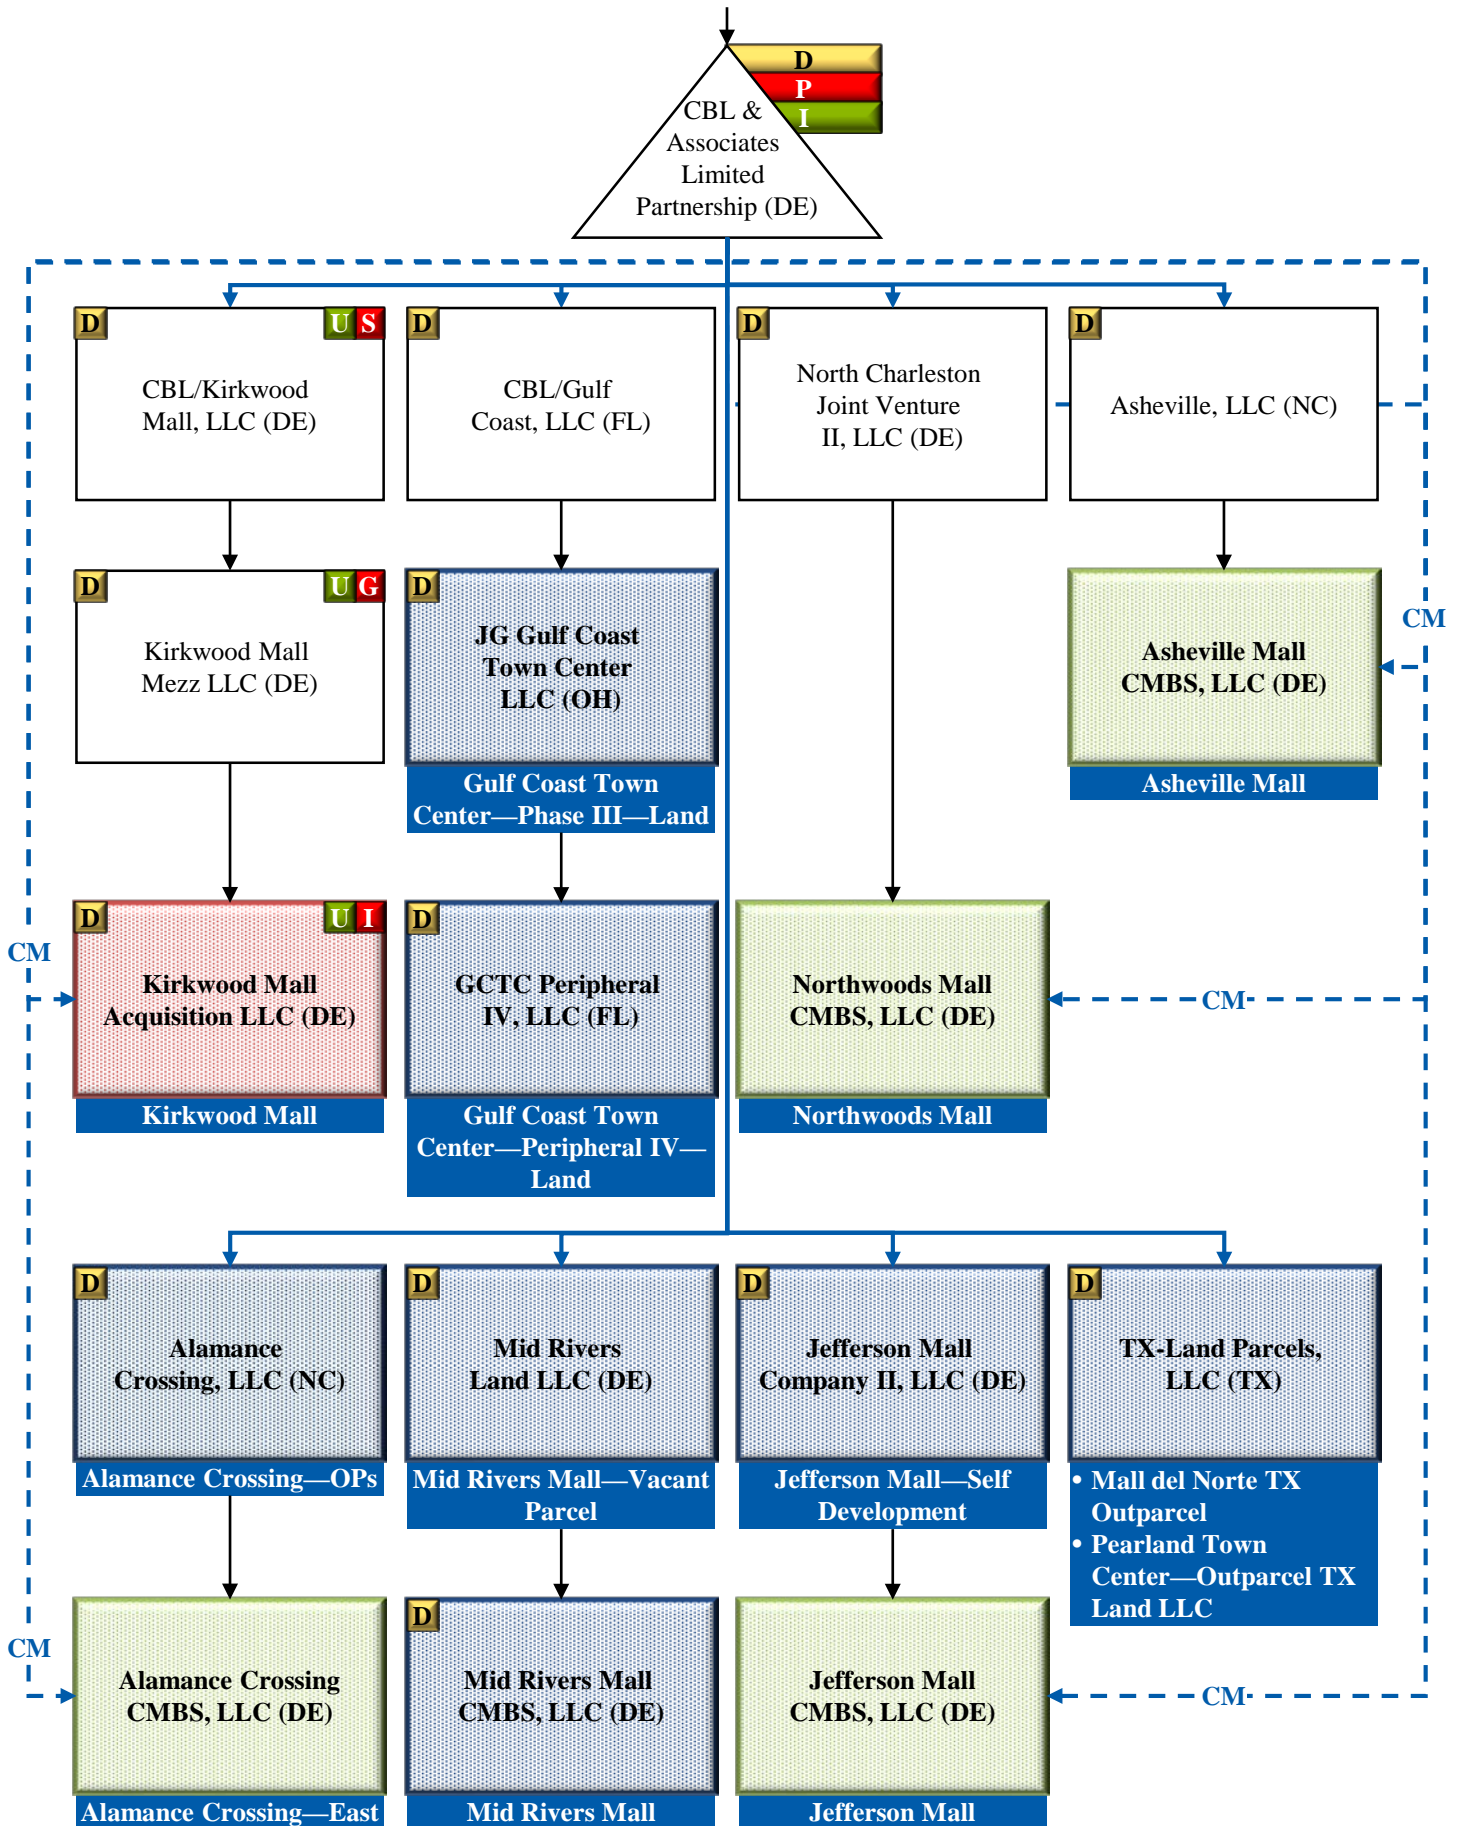 D
P
I
CBL &
Associates
Limited
Partnership (DE)
D
U S
CBL/Kirkwood
Mall, LLC (DE)
D
CBL/Gulf
Coast, LLC (FL)
D
North Charleston
Joint Venture
II, LLC (DE)
D
Asheville, LLC (NC)
D
U G
Kirkwood Mall
Mezz LLC (DE)
D
JG Gulf Coast
Town Center
LLC (OH)
Gulf Coast Town
Center—Phase III—Land
Asheville Mall
CMBS, LLC (DE)
Asheville Mall
CM
CM
D
U I
Kirkwood Mall
Acquisition LLC (DE)
Kirkwood Mall
D
GCTC Peripheral
IV, LLC (FL)
Gulf Coast Town
Center—Peripheral IV—
Land
Northwoods Mall
CMBS, LLC (DE)
Northwoods Mall
CM
D
Alamance
Crossing, LLC (NC)
Alamance Crossing—OPs
D
Mid Rivers
Land LLC (DE)
Mid Rivers Mall—Vacant
Parcel
D
Jefferson Mall
Company II, LLC (DE)
Jefferson Mall—Self
Development
D
TX-Land Parcels,
LLC (TX)
• Mall del Norte TX
Outparcel
• Pearland Town
Center—Outparcel TX
Land LLC
CM
Alamance Crossing
CMBS, LLC (DE)
Alamance Crossing—East
D
Mid Rivers Mall
CMBS, LLC (DE)
Mid Rivers Mall
Jefferson Mall
CMBS, LLC (DE)
Jefferson Mall
CM